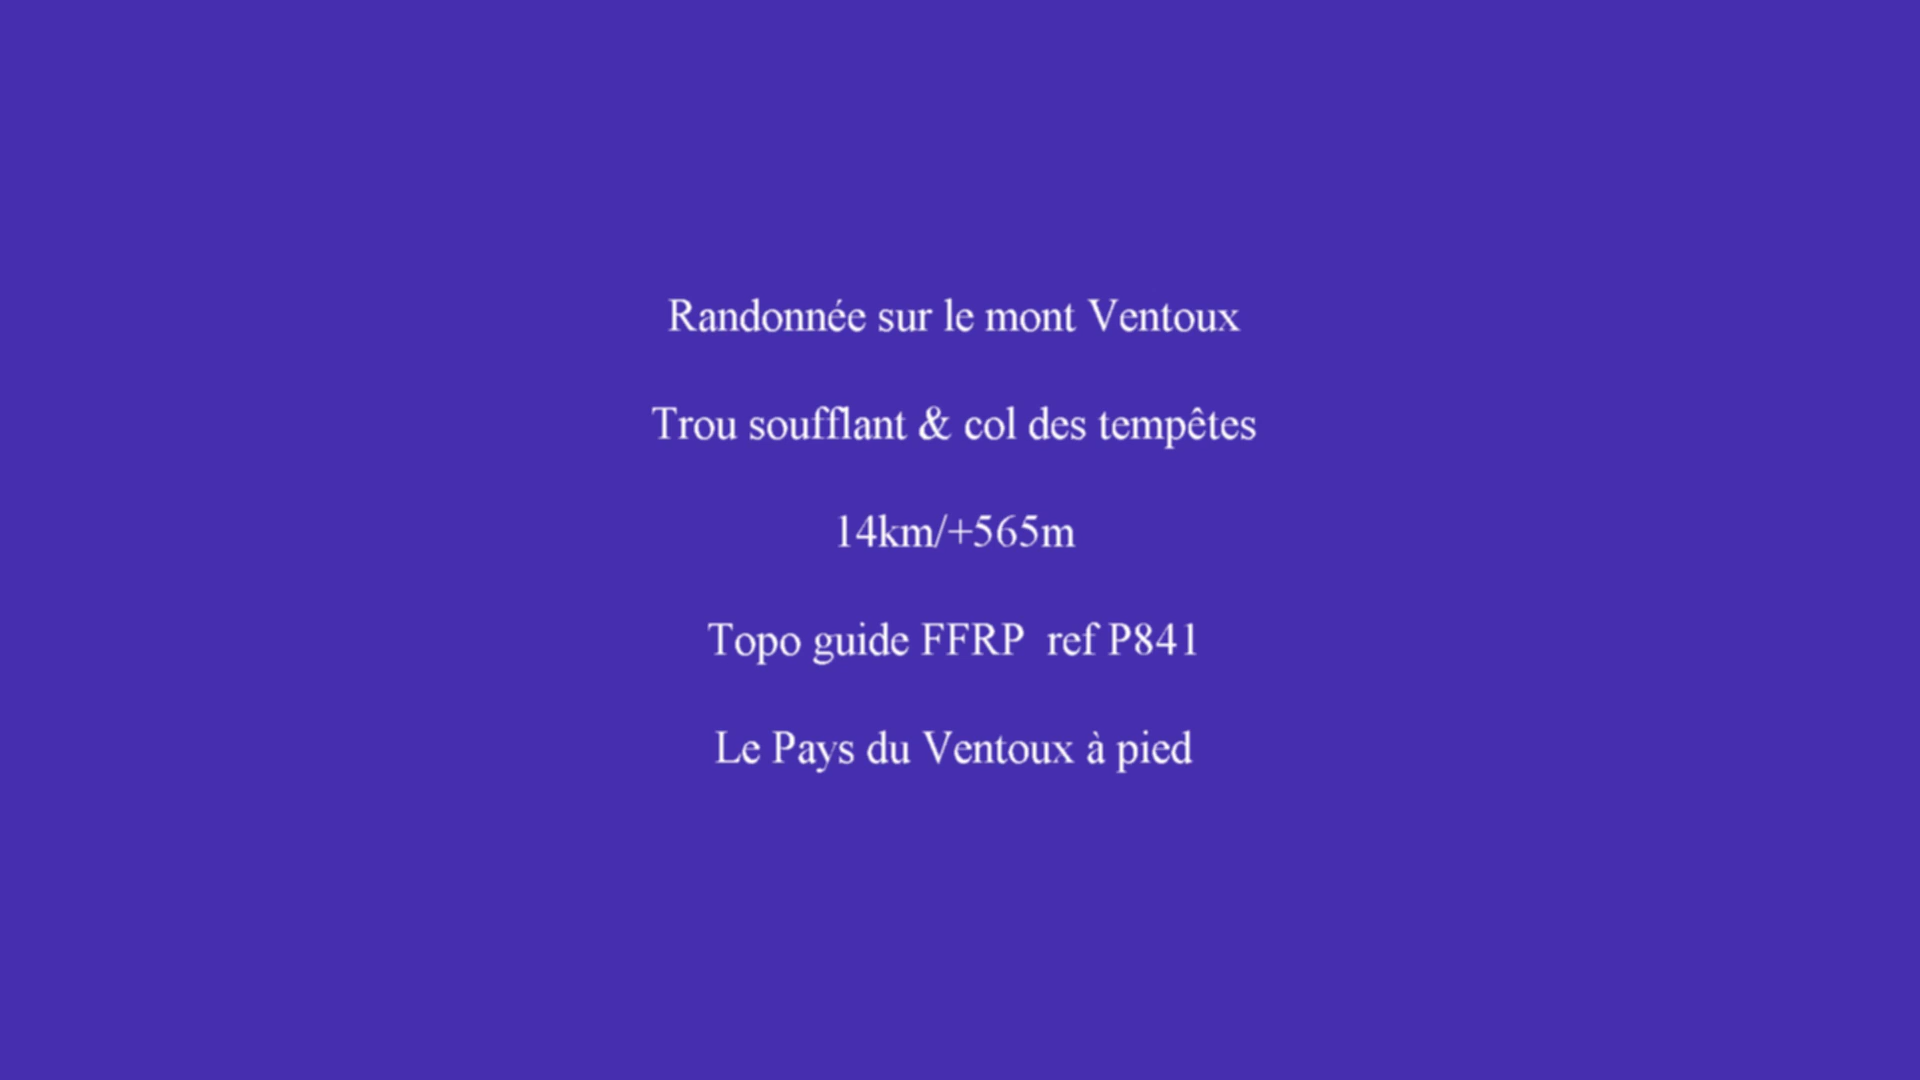 Randonnée sur le mont Ventoux
Trou soufflant & col des tempêtes
14km/+565m
Topo guide FFRP  ref P841
Le Pays du Ventoux à pied